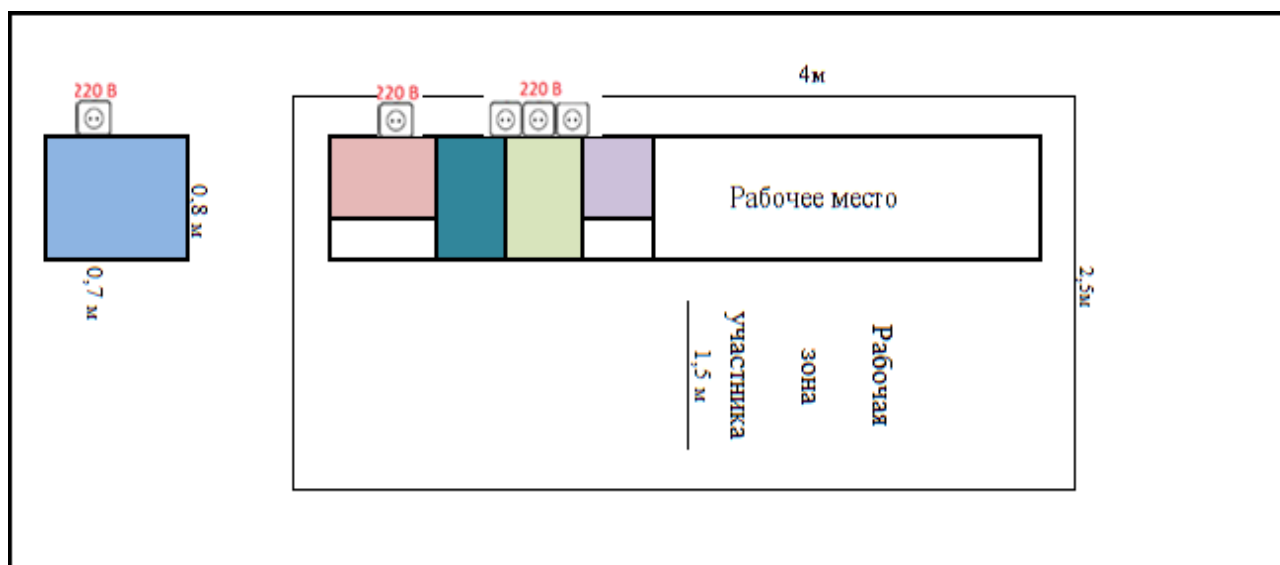 4м
220 В
220 В
220 В
0,8 м
Рабочее место
0,7 м
2,5м
Рабочая
зона
участника
1,5 м